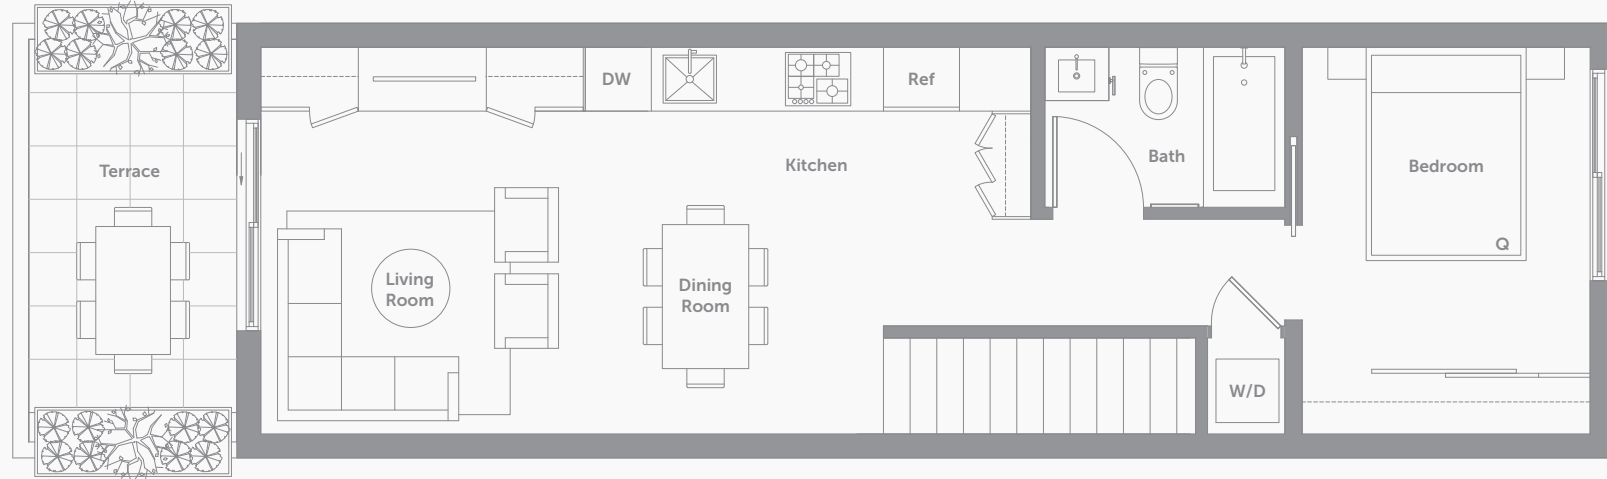 DW
Ref
Terrace
Kitchen
Bath
Bedroom
Q
Living
Room
Dining
Room
W/D